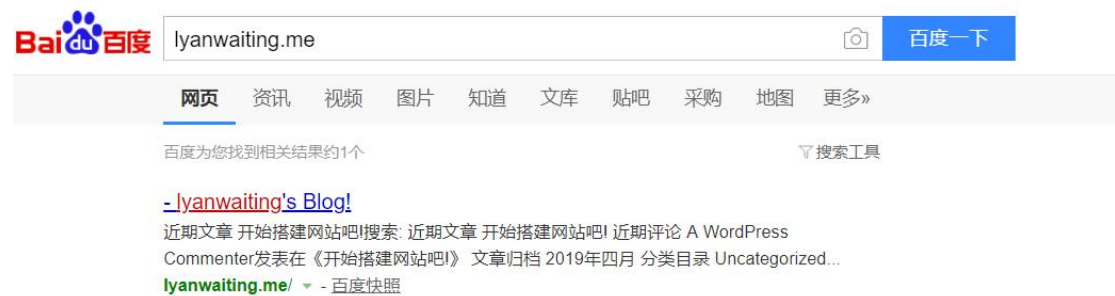 Bai du 百度 lyanwaiting.me 百度一下
网页 资讯 视频 图片 知道 文库 贴吧 采购 地图 更多»
百度为您找到相关结果约1个 搜索工具
- lyanwaiting's Blog!
近期文章 开始搭建网站吧!搜索: 近期文章 开始搭建网站吧! 近期评论 A WordPress
Commenter发表在《开始搭建网站吧!》 文章归档 2019年四月 分类目录 Uncategorized...
lyanwaiting.me/ - 百度快照